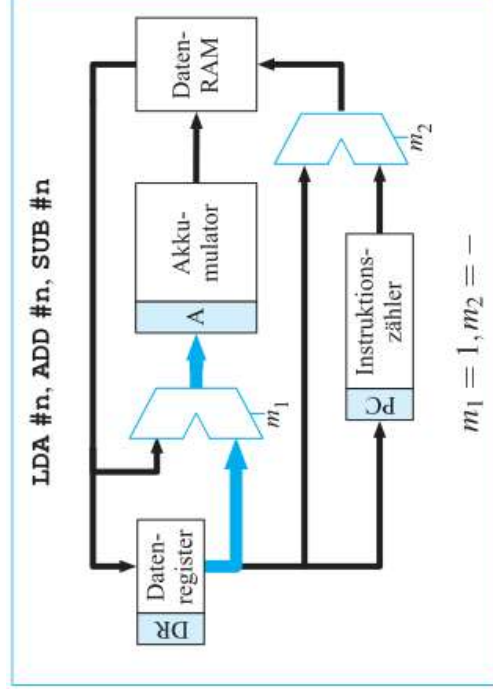 LDA #n, ADD #n, SUB #n
DR
Daten-
register
m1
A
Akku-
mulator
Daten-
RAM
PC
Instruktions-
zähler
m2
m1 = 1, m2 = −